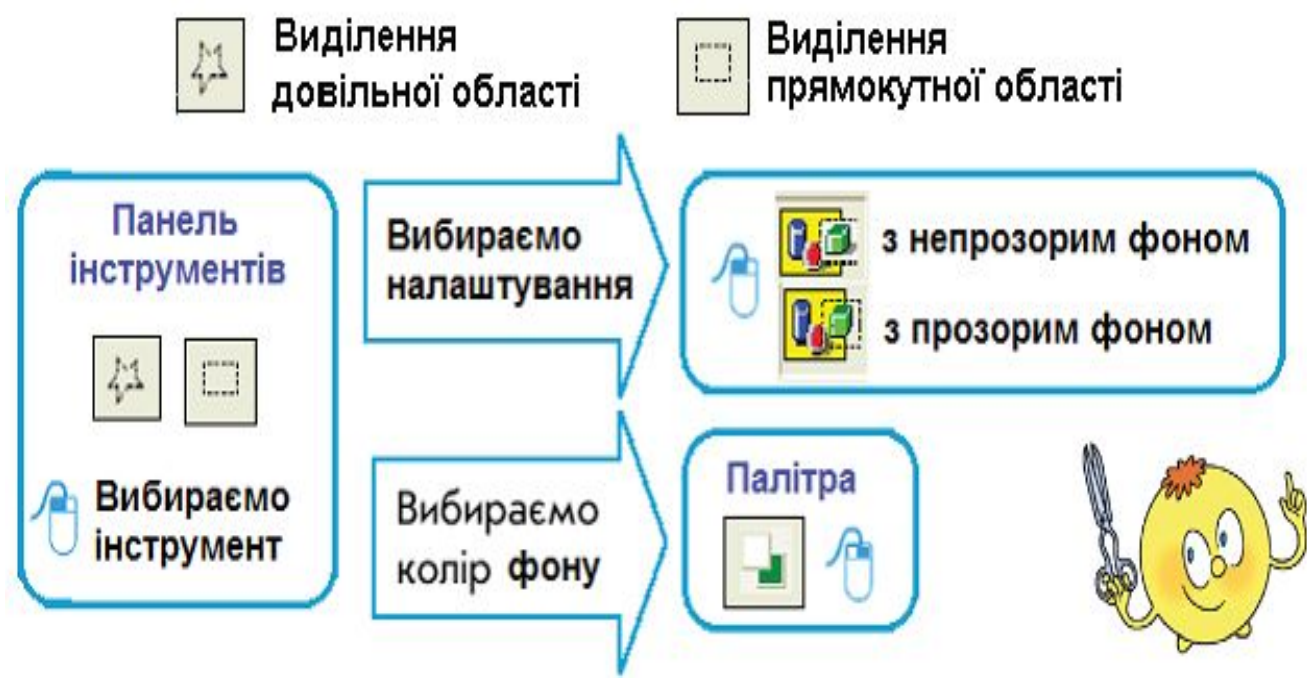 Виділення
довільної області
Виділення
прямокутної області
Панель
інструментів
Вибираємо
інструмент
Вибираємо
налаштування
з непрозорим фоном
з прозорим фоном
Вибираємо
колір фону
Палітра